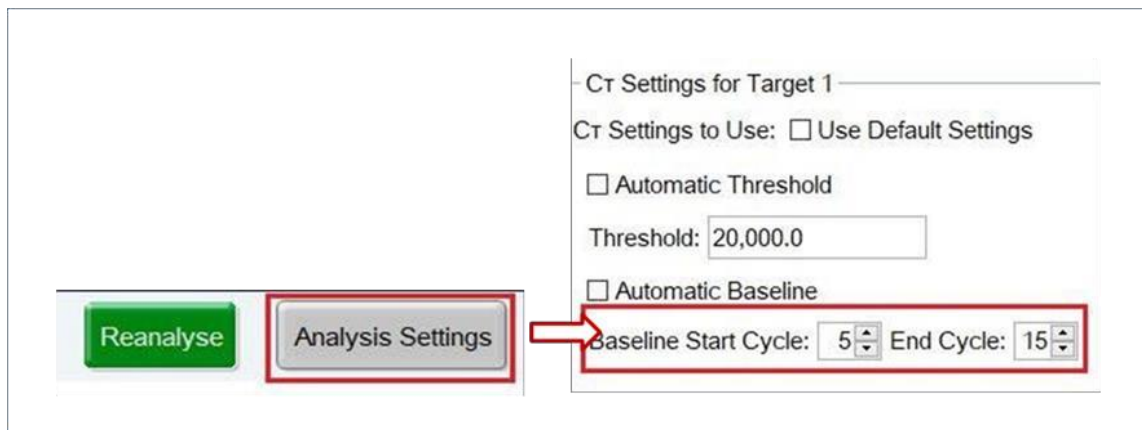 Reanalyse
Analysis Settings
Cт Settings for Target 1
Cт Settings to Use: Use Default Settings
Automatic Threshold
Threshold: 20,000.0
Automatic Baseline
Baseline Start Cycle: 5 End Cycle: 15